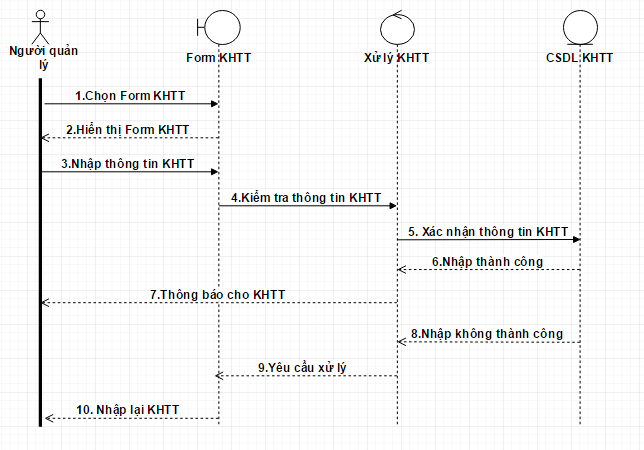 Người quản
lý
Form KHTT
Xử lý KHTT
CSDL KHTT
1.Chọn Form KHTT
2.Hiển thị Form KHTT
3.Nhập thông tin KHTT
4.Kiểm tra thông tin KHTT
5. Xác nhận thông tin KHTT
6.Nhập thành công
7.Thông báo cho KHTT
8.Nhập không thành công
9.Yêu cầu xử lý
10. Nhập lại KHTT